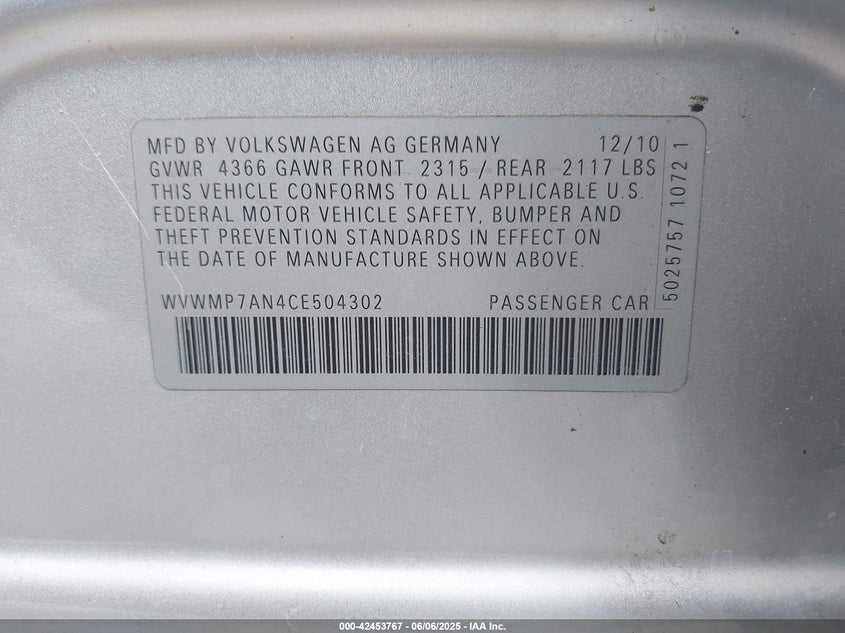 MFD BY VOLKSWAGEN AG GERMANY 12/10
GVWR 4366 GAWR FRONT 2315 / REAR 2117 LBS
THIS VEHICLE CONFORMS TO ALL APPLICABLE U.S.
FEDERAL MOTOR VEHICLE SAFETY, BUMPER AND
THEFT PREVENTION STANDARDS IN EFFECT ON
THE DATE OF MANUFACTURE SHOWN ABOVE.
WVWMP7AN4CE504302 PASSENGER CAR
5025757 1072 1
000-42453767 - 06/06/2025 - IAA Inc.